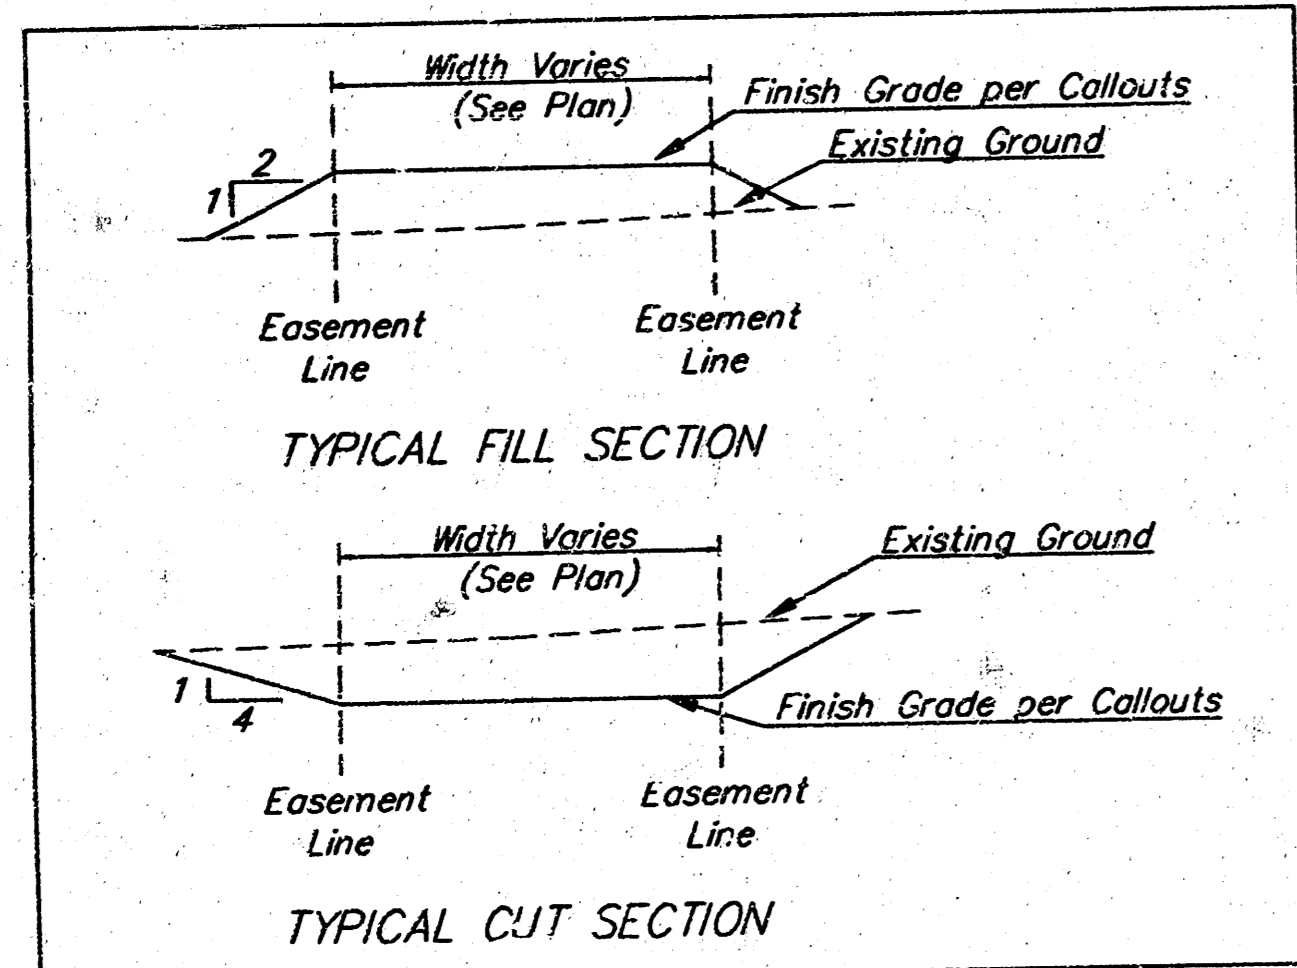 Width Varies
(See Plan)
Finish Grade per Callouts
Existing Ground
2
1
Easement
Line
Easement
Line
TYPICAL FILL SECTION
Width Varies
(See Plan)
Existing Ground
1
4
Finish Grade per Callouts
Easement
Line
Easement
Line
TYPICAL CUT SECTION